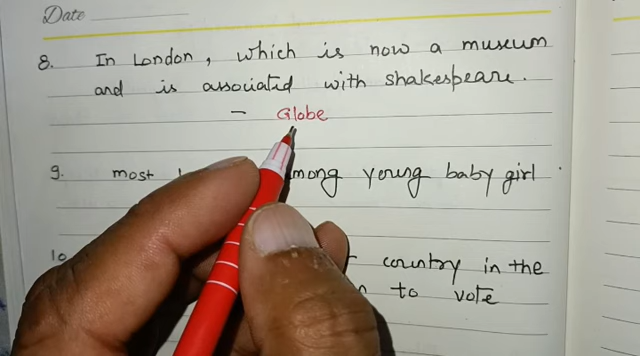 Date
8. In London, which is now a museum
and is associated with shakespeare.
- Globe
9. most among young baby girl
10. country in the
to vote